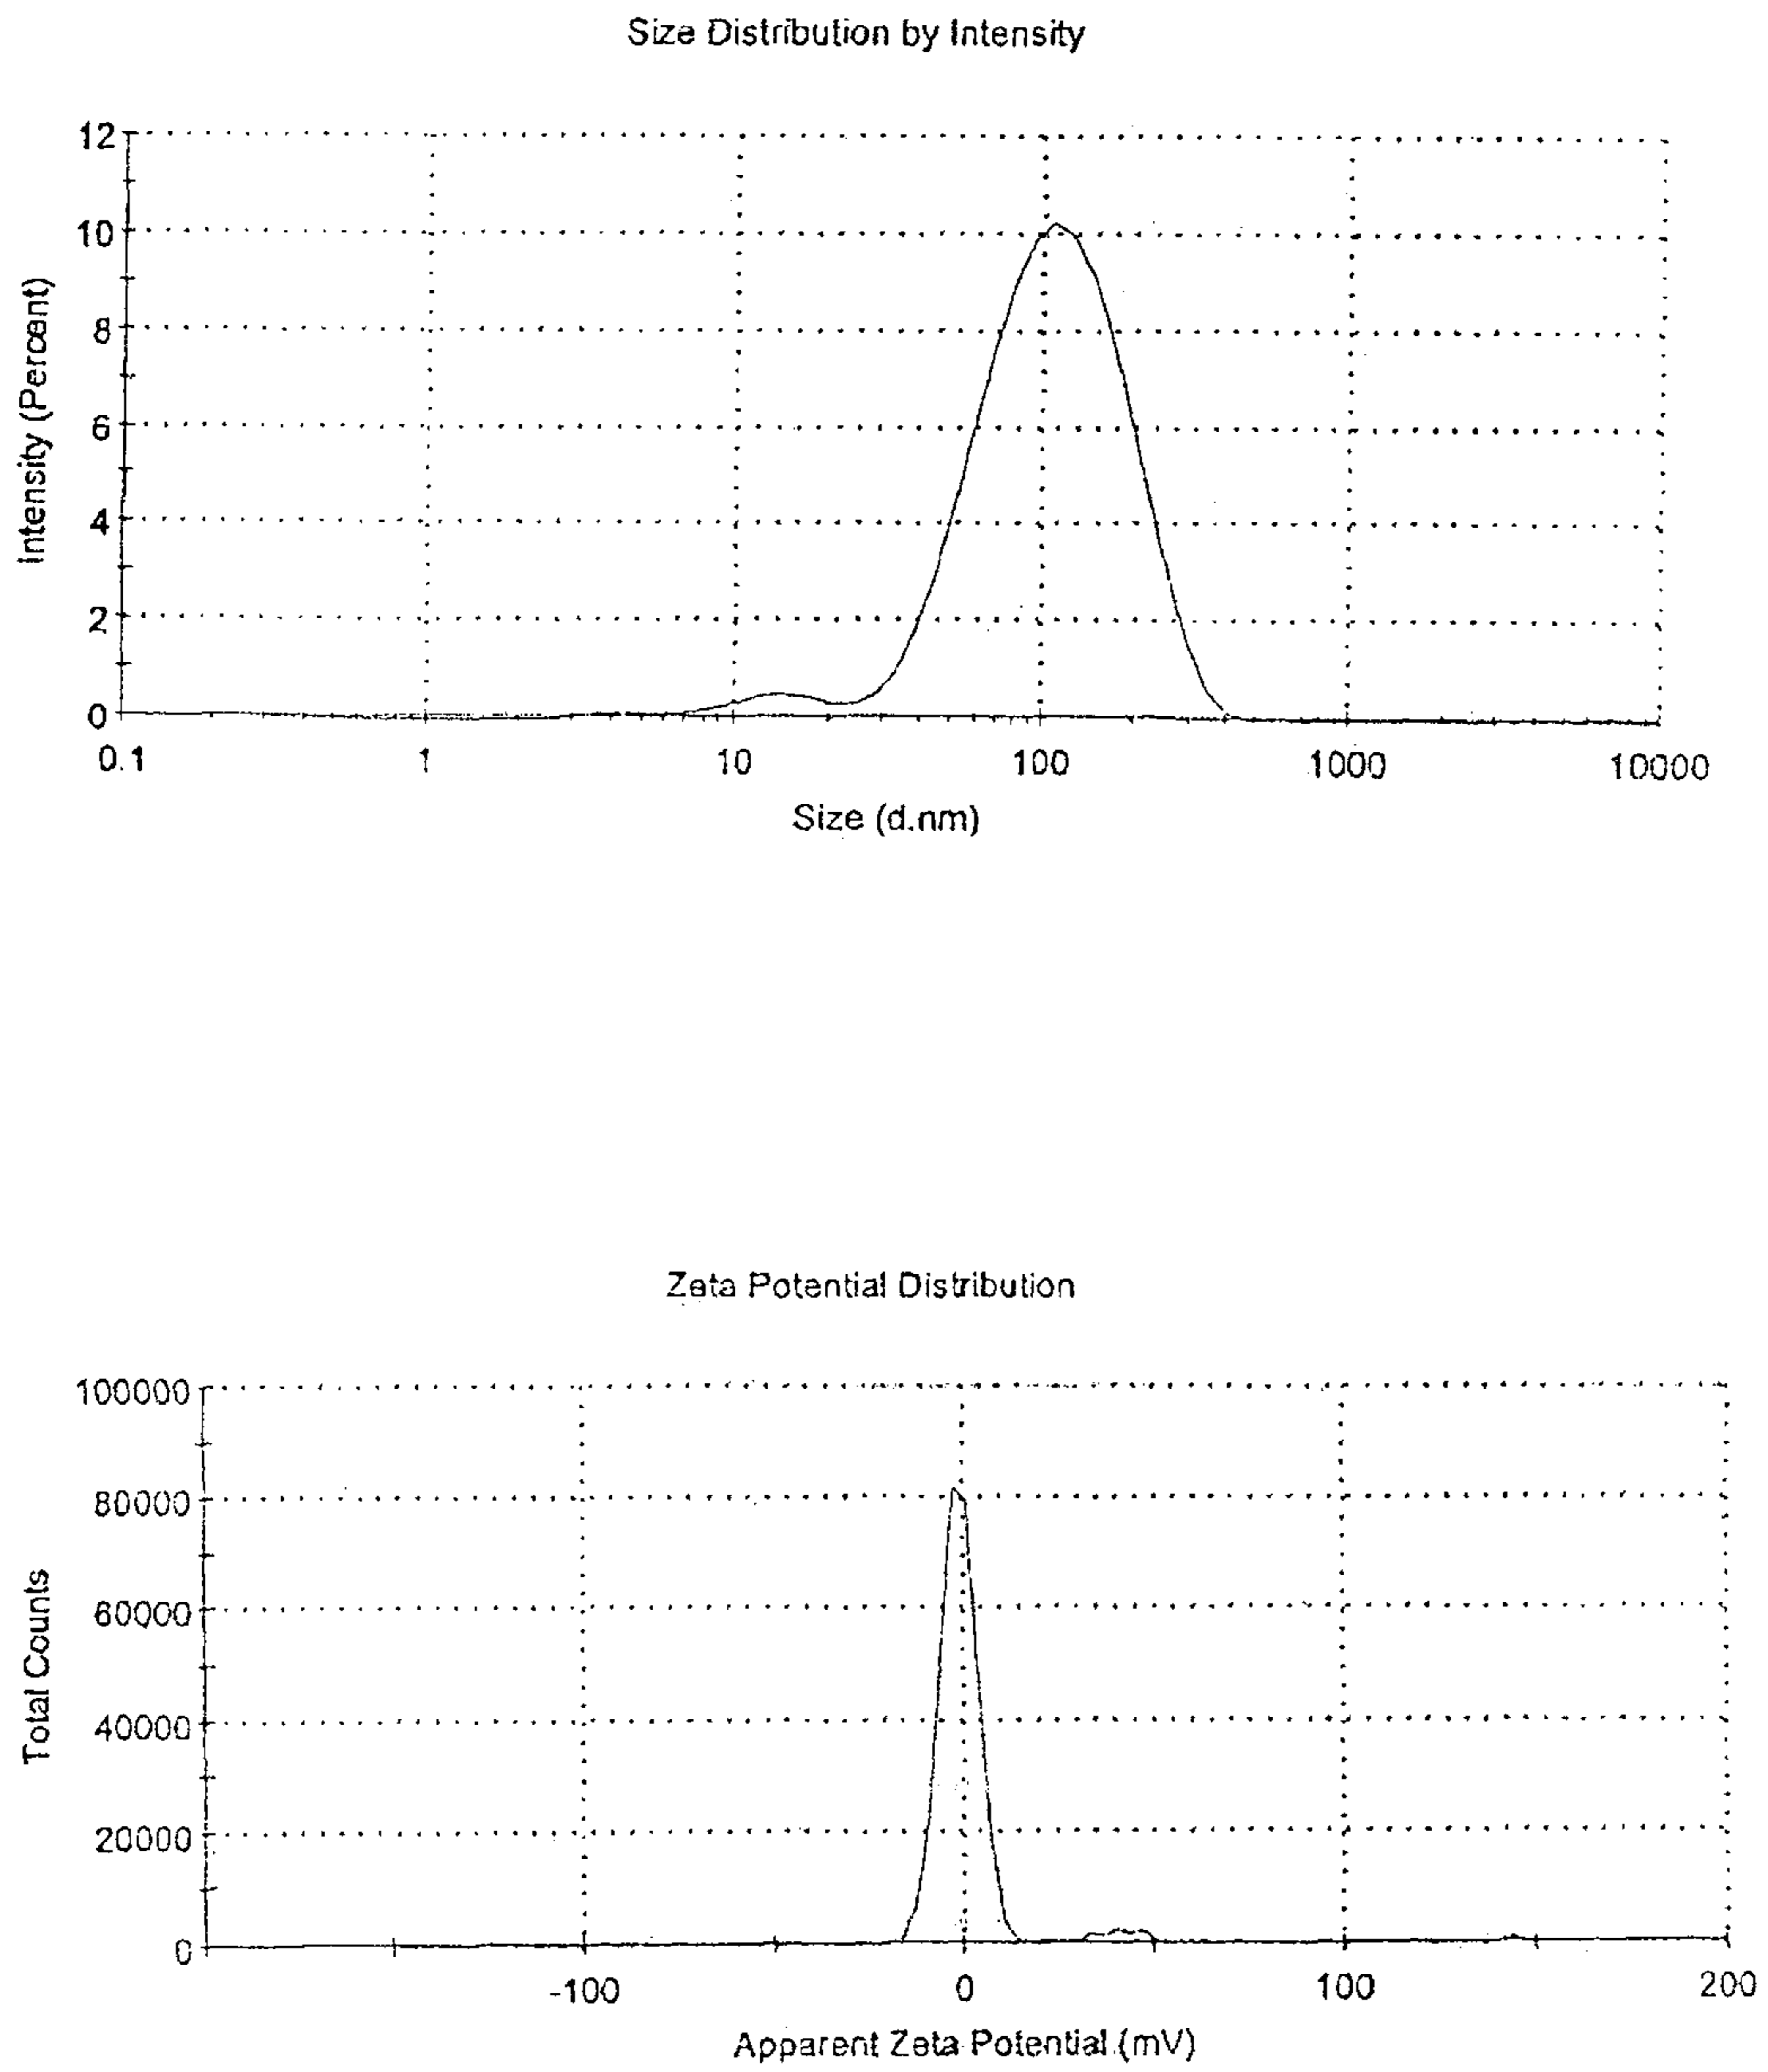 Size Distribution by Intensity
12
10
8
6
4
2
0
Intensity (Percent)
0.1 1 10 100 1000 10000
Size (d.nm)
Zeta Potential Distribution
100000
80000
60000
40000
20000
0
Total Counts
-100 0 100 200
Apparent Zeta Potential (mV)